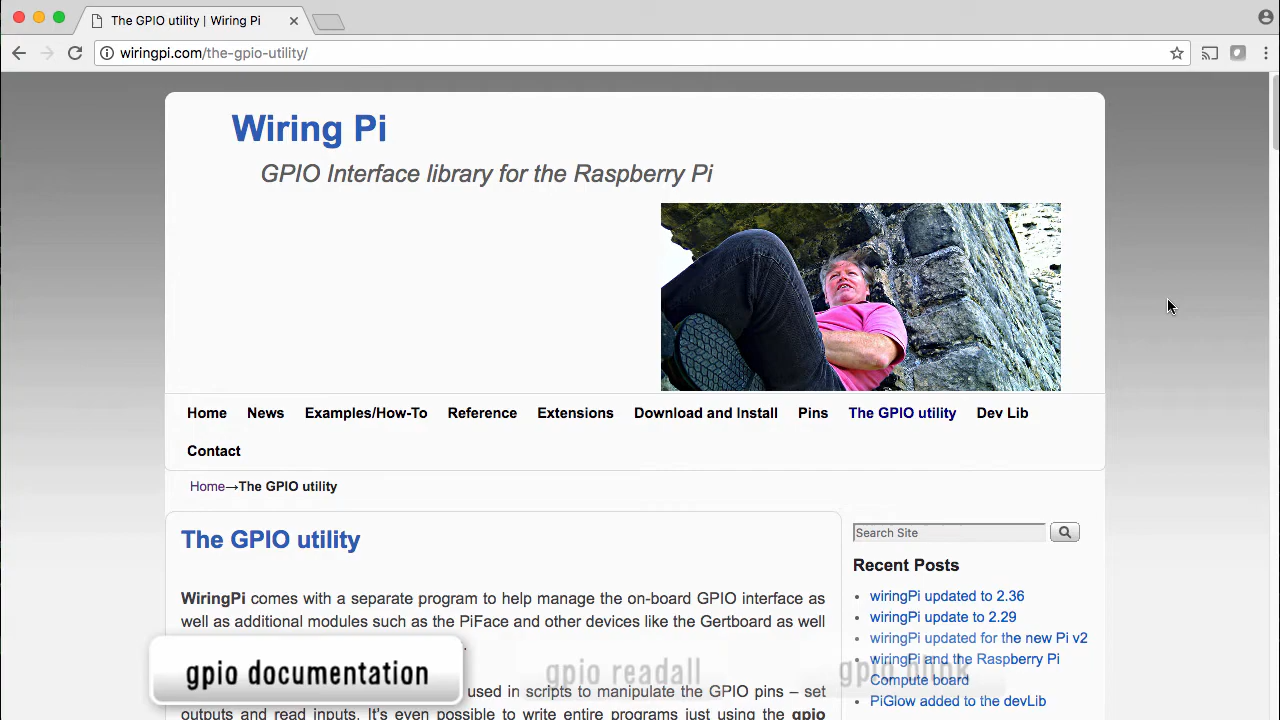 The GPIO utility | Wiring Pi
wiringpi.com/the-gpio-utility/
Wiring Pi
GPIO Interface library for the Raspberry Pi
Home News Examples/How-To Reference Extensions Download and Install Pins The GPIO utility Dev Lib
Contact
Home→The GPIO utility
The GPIO utility
WiringPi comes with a separate program to help manage the on-board GPIO interface as
well as additional modules such as the PiFace and other devices like the Gertboard as well
used in scripts to manipulate the GPIO pins – set
outputs and read inputs. It's even possible to write entire programs just using the gpio
Search Site
Recent Posts
wiringPi updated to 2.36
wiringPi update to 2.29
wiringPi updated for the new Pi v2
wiringPi and the Raspberry Pi
Compute board
PiGlow added to the devLib
gpio documentation
gpio readall
gpio blink